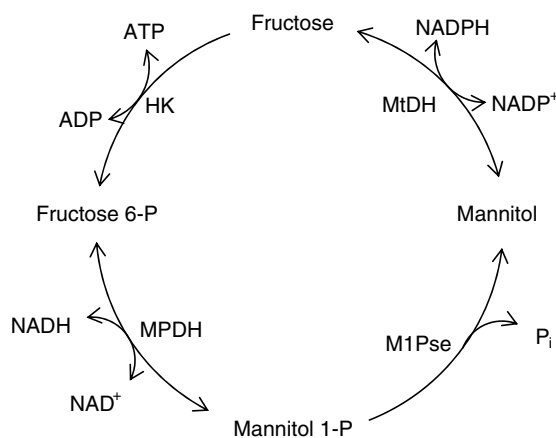 Fructose
ATP
NADPH
ADP
HK
MtDH
NADP⁺
Fructose 6-P
Mannitol
NADH
MPDH
M1Pse
Pᵢ
NAD⁺
Mannitol 1-P